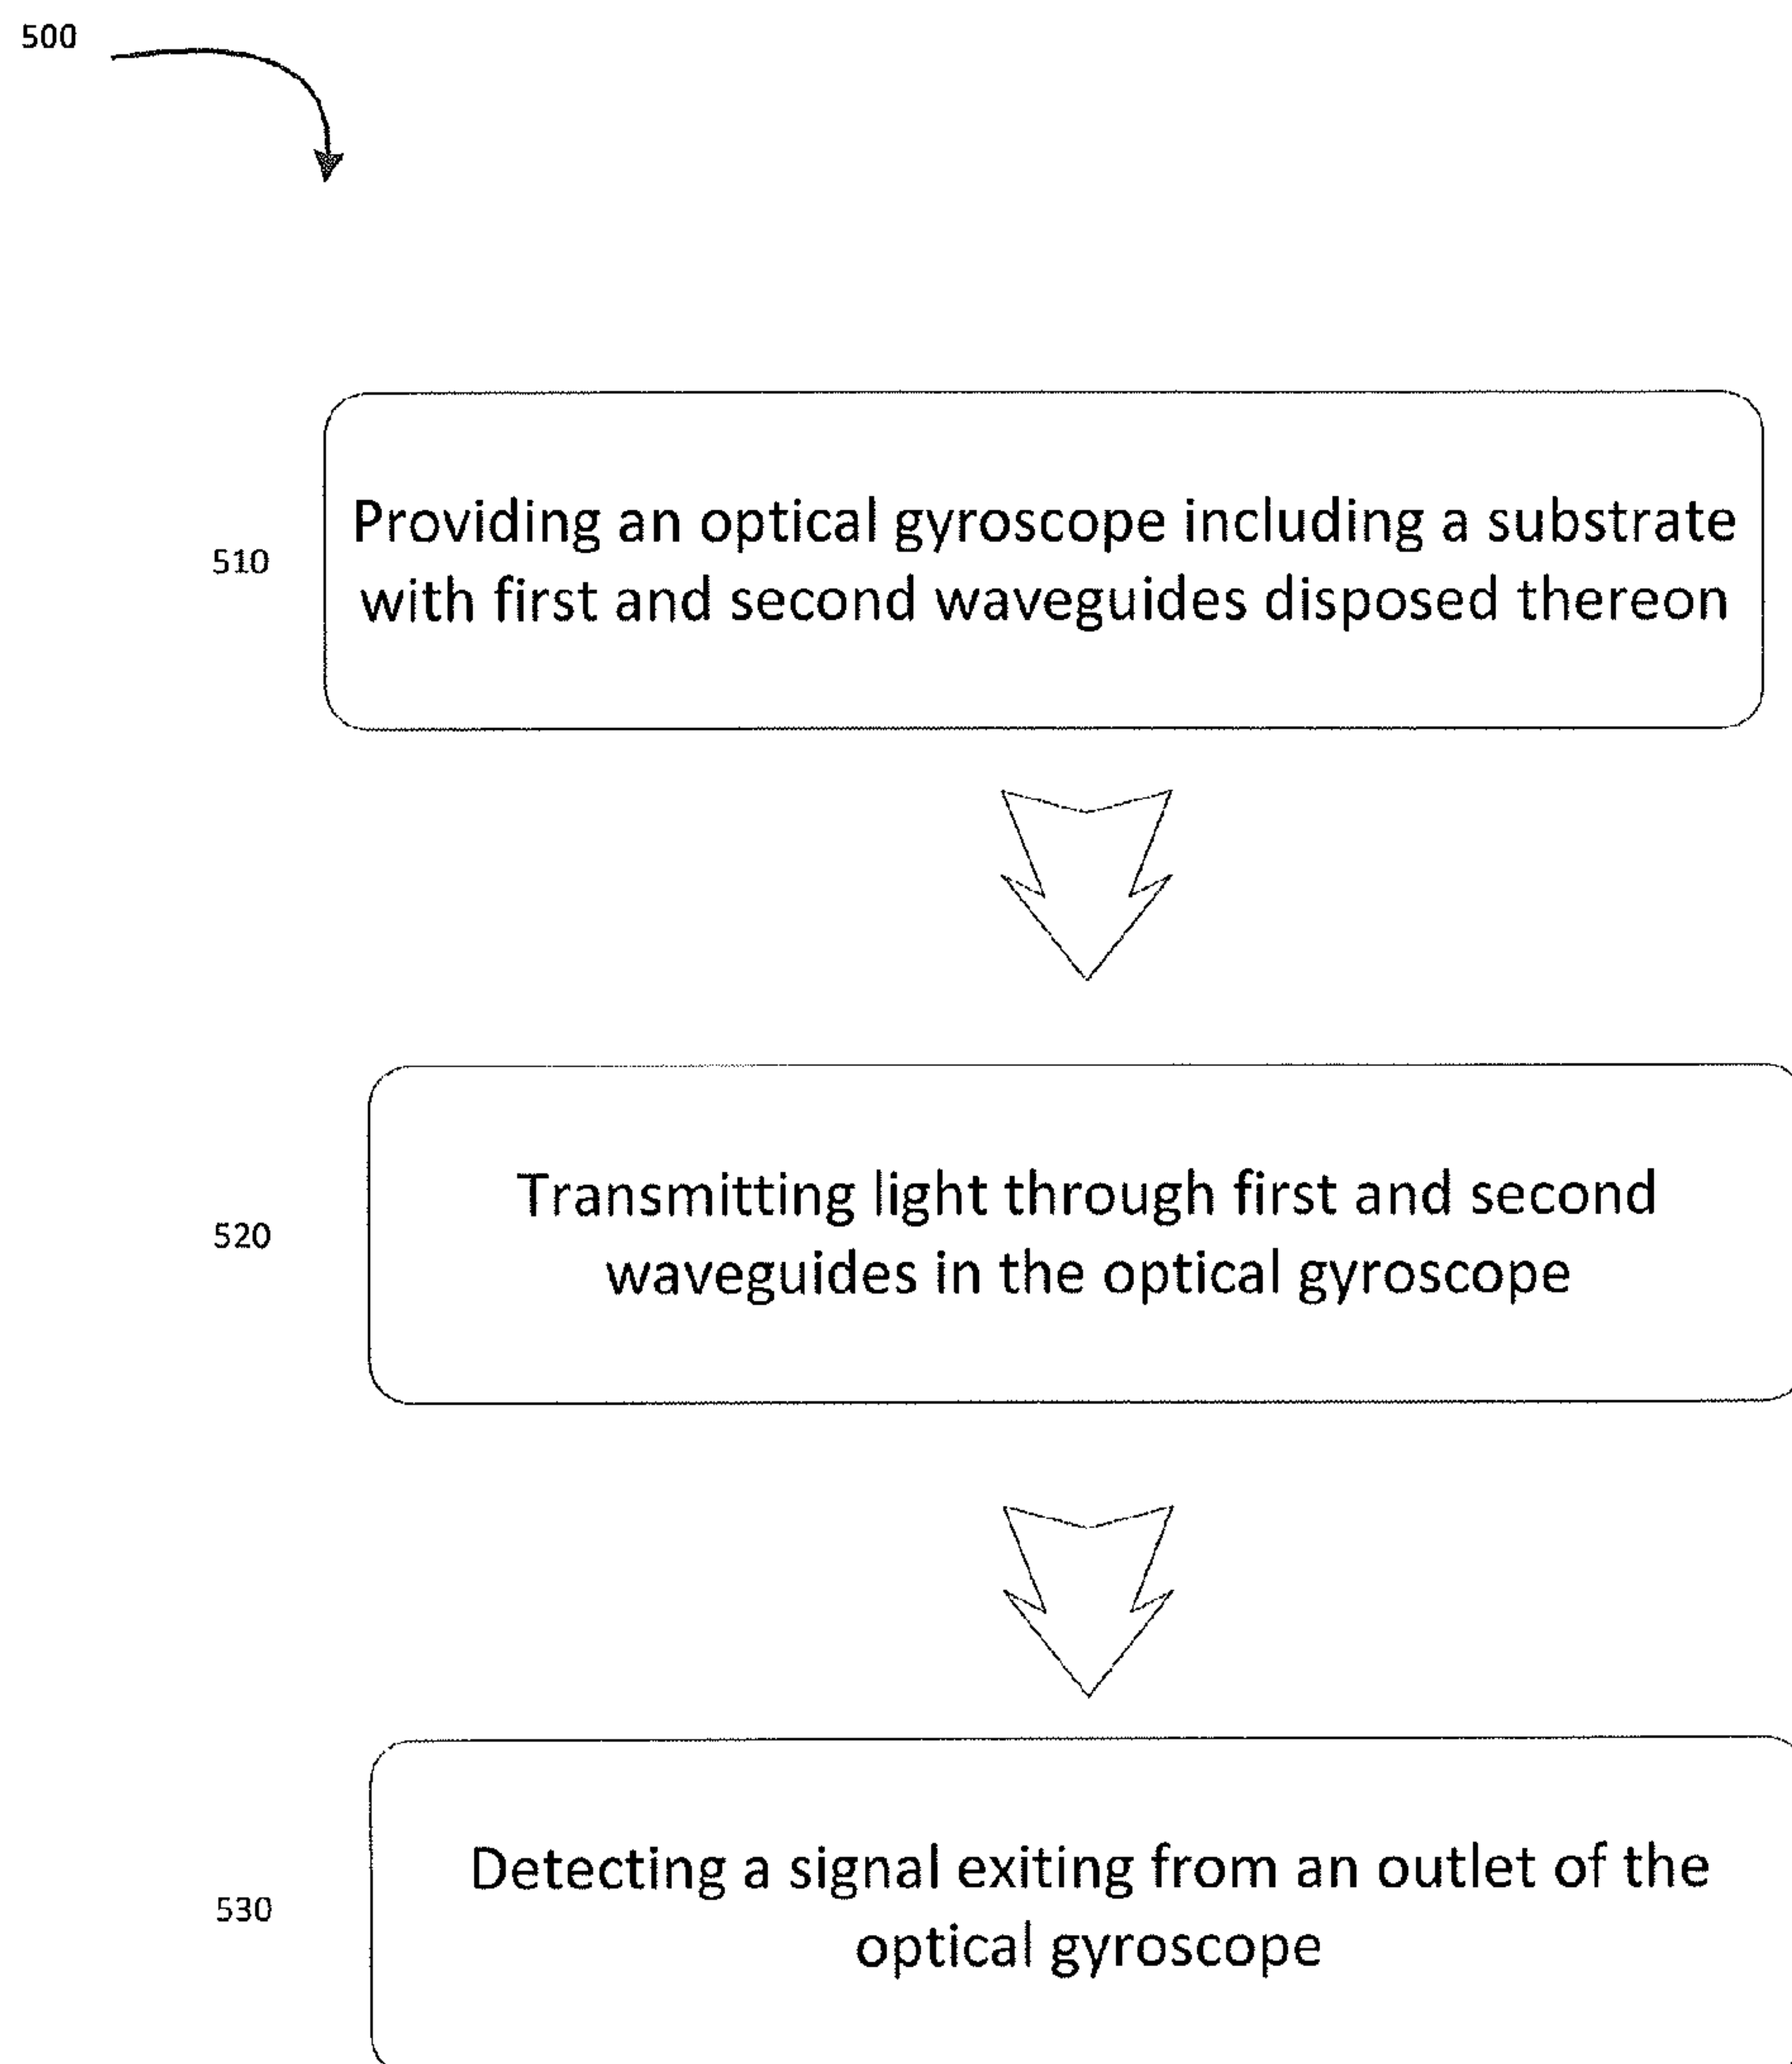 500
510
Providing an optical gyroscope including a substrate
with first and second waveguides disposed thereon
520
Transmitting light through first and second
waveguides in the optical gyroscope
530
Detecting a signal exiting from an outlet of the
optical gyroscope